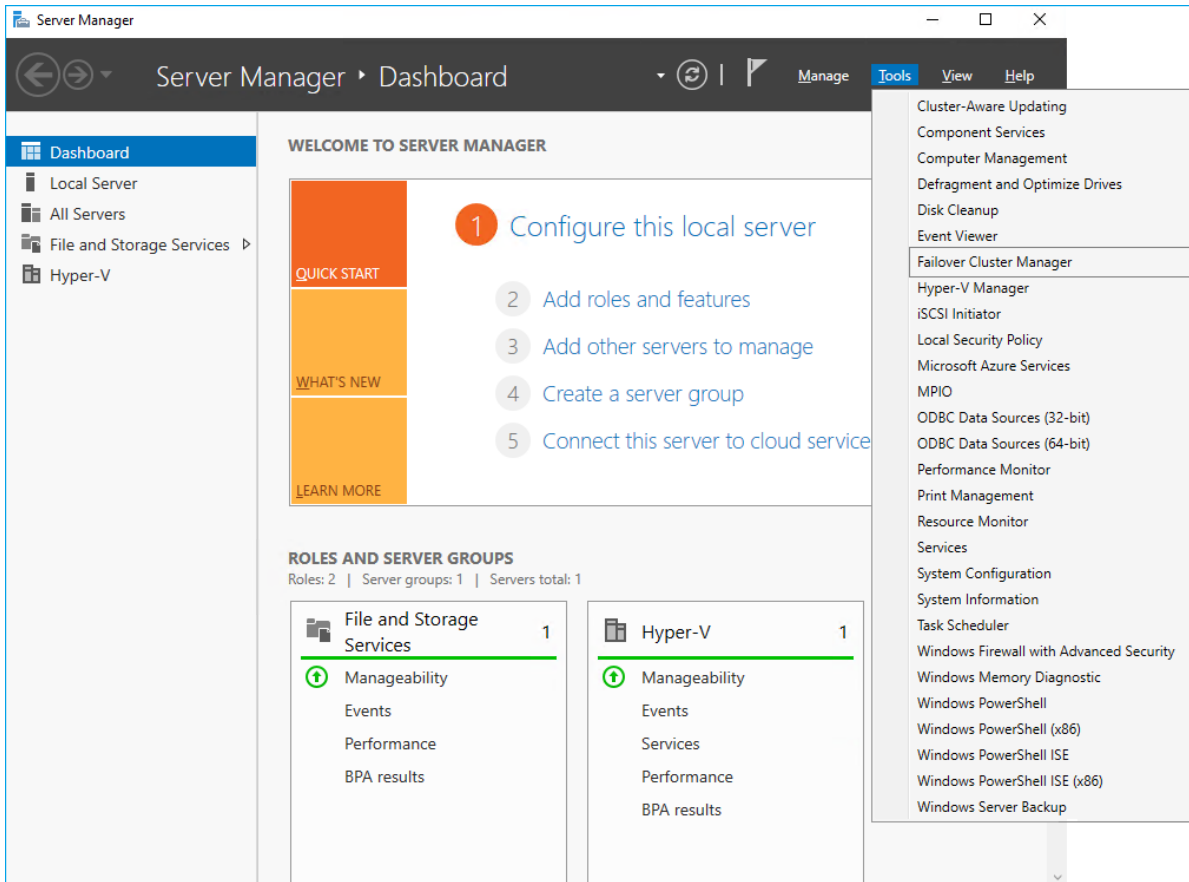 Server Manager
Server Manager ‣ Dashboard
Manage
Tools
View
Help
Dashboard
Local Server
All Servers
File and Storage Services
Hyper-V
WELCOME TO SERVER MANAGER
QUICK START
WHAT'S NEW
LEARN MORE
1 Configure this local server
2 Add roles and features
3 Add other servers to manage
4 Create a server group
5 Connect this server to cloud service
ROLES AND SERVER GROUPS
Roles: 2 | Server groups: 1 | Servers total: 1
File and Storage
Services
1
Manageability
Events
Performance
BPA results
Hyper-V
1
Manageability
Events
Services
Performance
BPA results
Cluster-Aware Updating
Component Services
Computer Management
Defragment and Optimize Drives
Disk Cleanup
Event Viewer
Failover Cluster Manager
Hyper-V Manager
iSCSI Initiator
Local Security Policy
Microsoft Azure Services
MPIO
ODBC Data Sources (32-bit)
ODBC Data Sources (64-bit)
Performance Monitor
Print Management
Resource Monitor
Services
System Configuration
System Information
Task Scheduler
Windows Firewall with Advanced Security
Windows Memory Diagnostic
Windows PowerShell
Windows PowerShell (x86)
Windows PowerShell ISE
Windows PowerShell ISE (x86)
Windows Server Backup